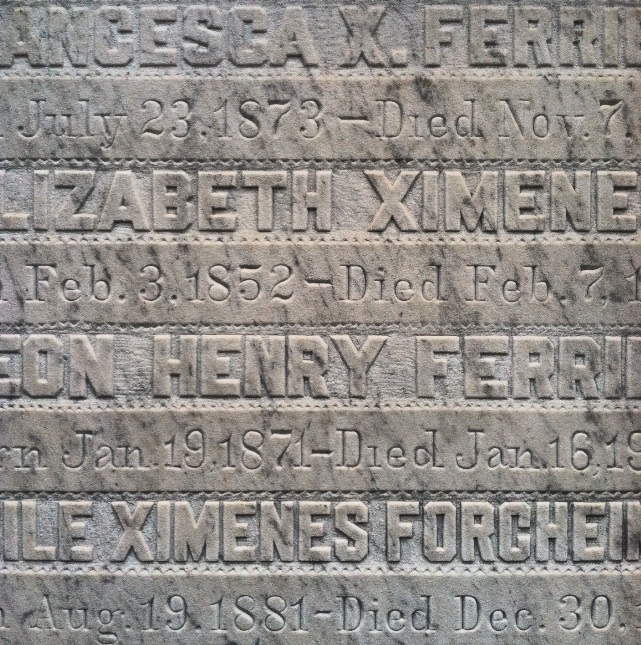 ANCESCA X. FERRI
July 23, 1873 – Died Nov. 7.
LIZABETH XIMENE
Feb. 3. 1852 – Died Feb. 7, 1
EON HENRY FERRI
rn Jan. 19, 1871 – Died Jan. 16, 19
ILE XIMENES FORCHEI
Aug. 19. 1881 – Died Dec. 30.